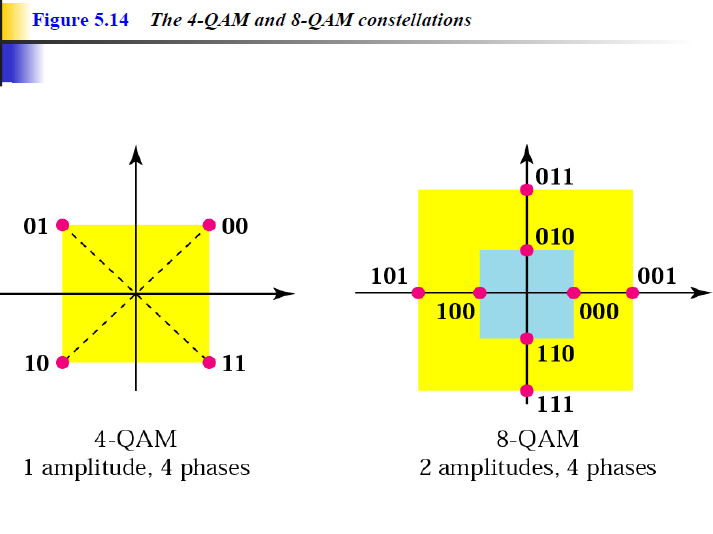 Figure 5.14 The 4-QAM and 8-QAM constellations
011
01
00
010
101
001
100
000
110
10
11
111
4-QAM
1 amplitude, 4 phases
8-QAM
2 amplitudes, 4 phases